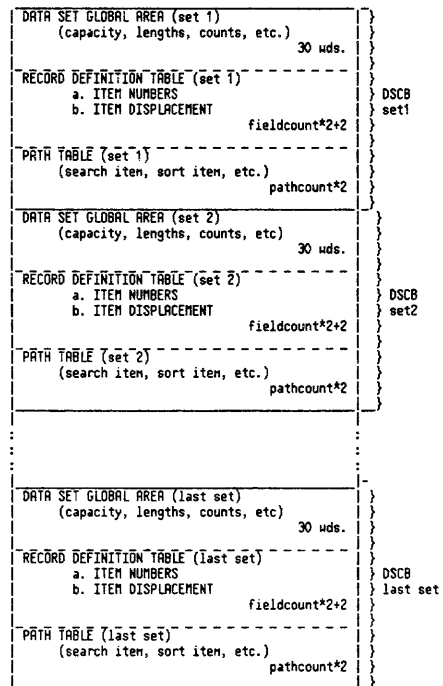 DATA SET GLOBAL AREA (set 1)
(capacity, lengths, counts, etc.)
30 wds.
RECORD DEFINITION TABLE (set 1)
a. ITEM NUMBERS
b. ITEM DISPLACEMENT
fieldcount*2+2
PATH TABLE (set 1)
(search item, sort item, etc.)
pathcount*2
DSCB
set1
DATA SET GLOBAL AREA (set 2)
(capacity, lengths, counts, etc)
30 wds.
RECORD DEFINITION TABLE (set 2)
a. ITEM NUMBERS
b. ITEM DISPLACEMENT
fieldcount*2+2
PATH TABLE (set 2)
(search item, sort item, etc.)
pathcount*2
DSCB
set2
DATA SET GLOBAL AREA (last set)
(capacity, lengths, counts, etc)
30 wds.
RECORD DEFINITION TABLE (last set)
a. ITEM NUMBERS
b. ITEM DISPLACEMENT
fieldcount*2+2
PATH TABLE (last set)
(search item, sort item, etc.)
pathcount*2
DSCB
last set